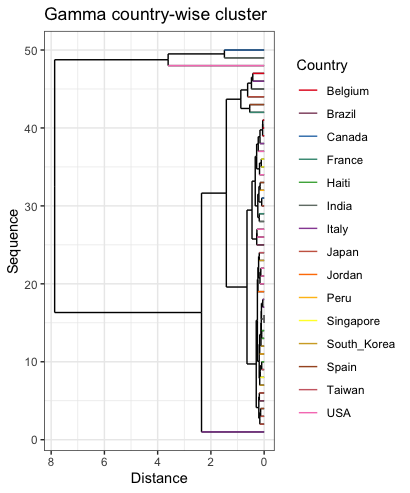 Gamma country-wise cluster
50
40
30
20
10
0
Sequence
8
6
4
2
0
Distance
Country
Belgium
Brazil
Canada
France
Haiti
India
Italy
Japan
Jordan
Peru
Singapore
South_Korea
Spain
Taiwan
USA